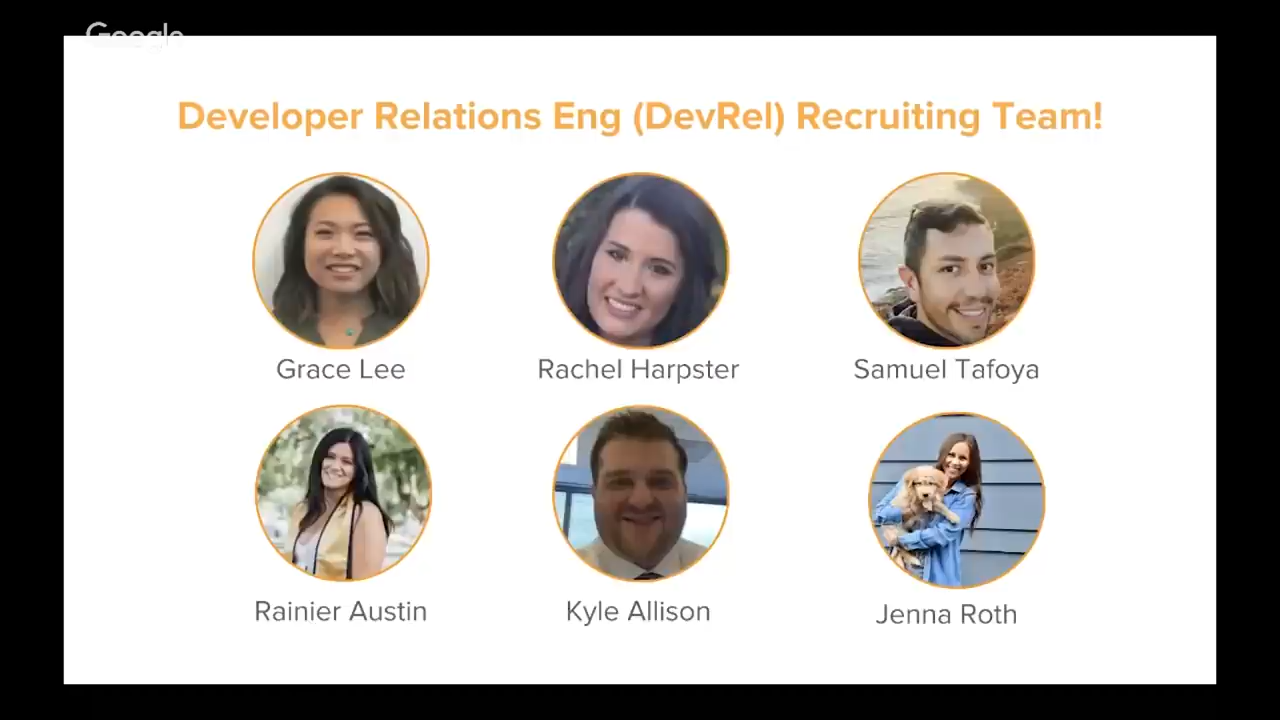 Google
Developer Relations Eng (DevRel) Recruiting Team!
Grace Lee
Rachel Harpster
Samuel Tafoya
Rainier Austin
Kyle Allison
Jenna Roth